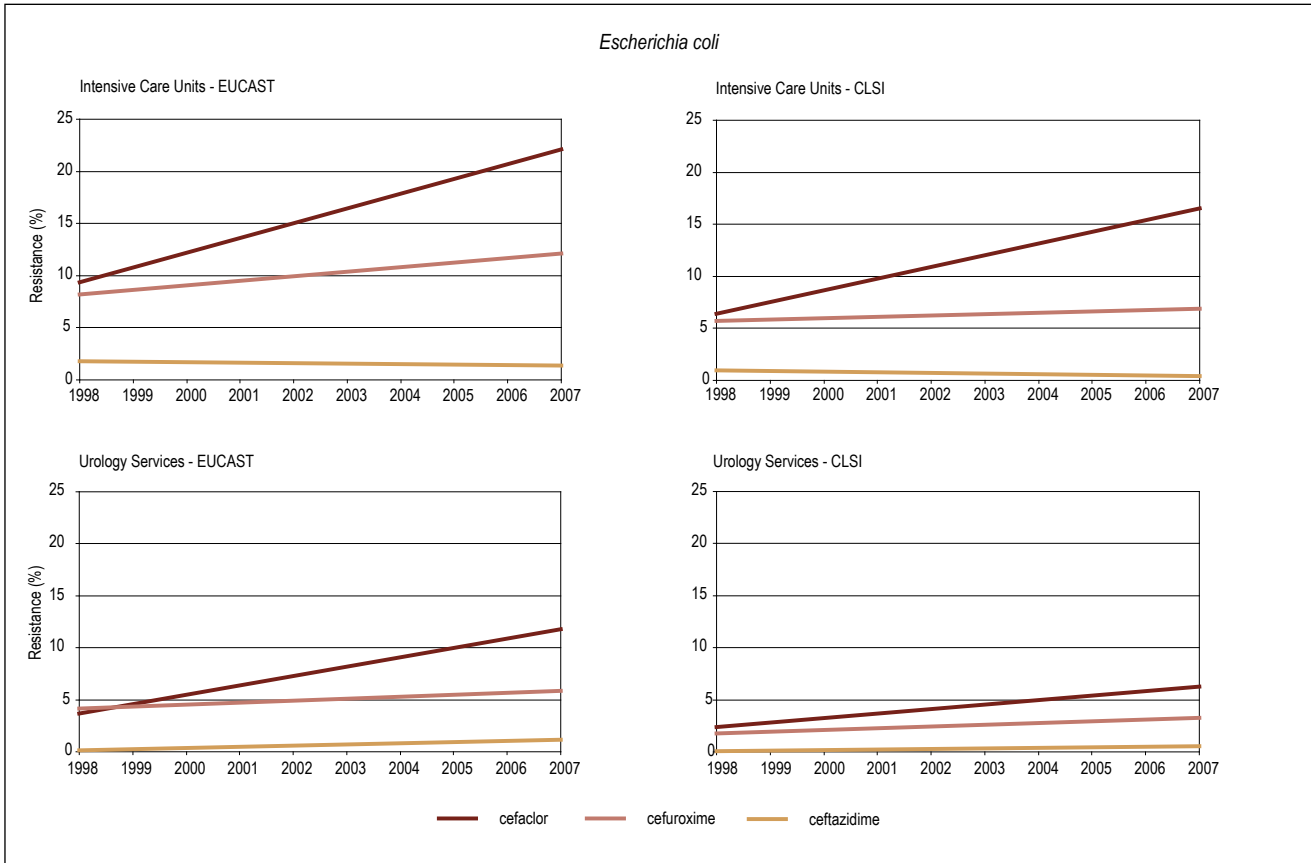 Escherichia coli
Intensive Care Units - EUCAST
Resistance (%)
25
20
15
10
5
0
1998 1999 2000 2001 2002 2003 2004 2005 2006 2007
Intensive Care Units - CLSI
25
20
15
10
5
0
1998 1999 2000 2001 2002 2003 2004 2005 2006 2007
Urology Services - EUCAST
Resistance (%)
25
20
15
10
5
0
1998 1999 2000 2001 2002 2003 2004 2005 2006 2007
Urology Services - CLSI
25
20
15
10
5
0
1998 1999 2000 2001 2002 2003 2004 2005 2006 2007
cefaclor cefuroxime ceftazidime